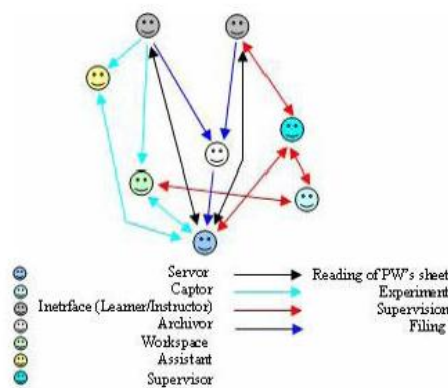 Servor
Captor
Inetrface (Learner/Instructor)
Archivor
Workspace
Assistant
Supervisor
Reading of PW's sheet
Experiment
Supervision
Filing